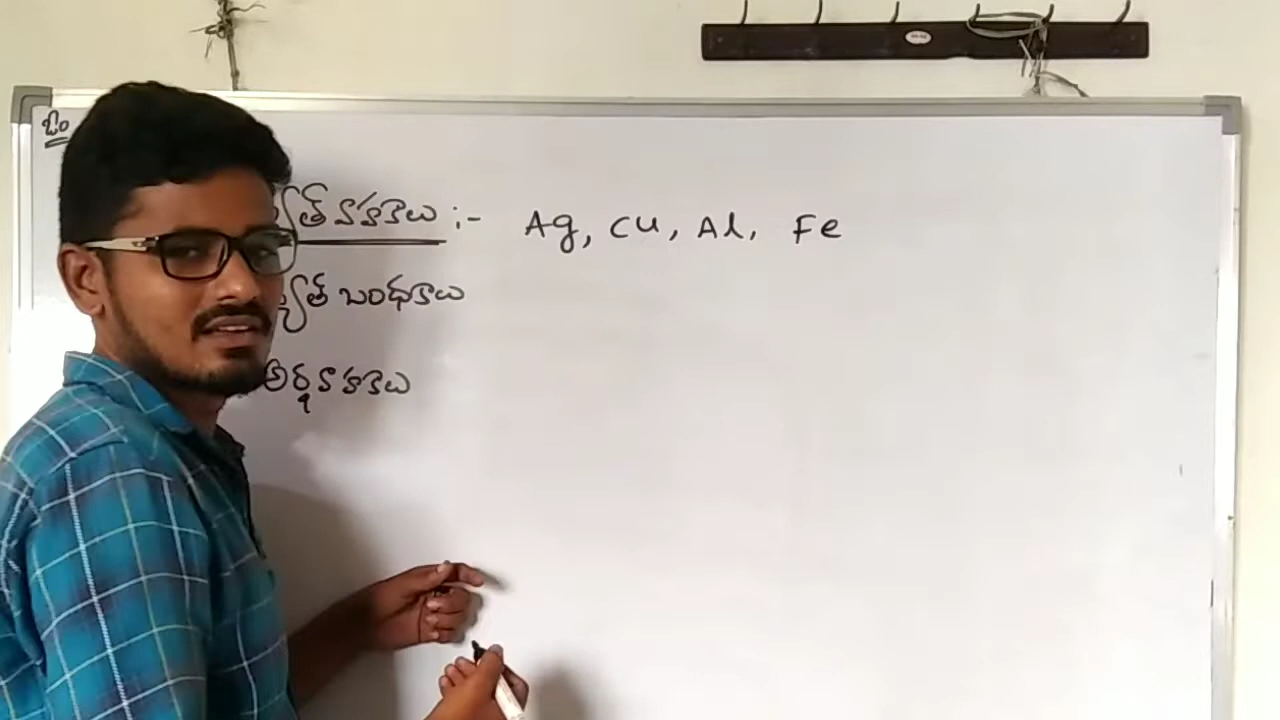 ఓం
విద్యుత్ వాహకాలు :- Ag, Cu, Al, Fe
విద్యుత్ బంధకాలు
అర్థవాహకాలు